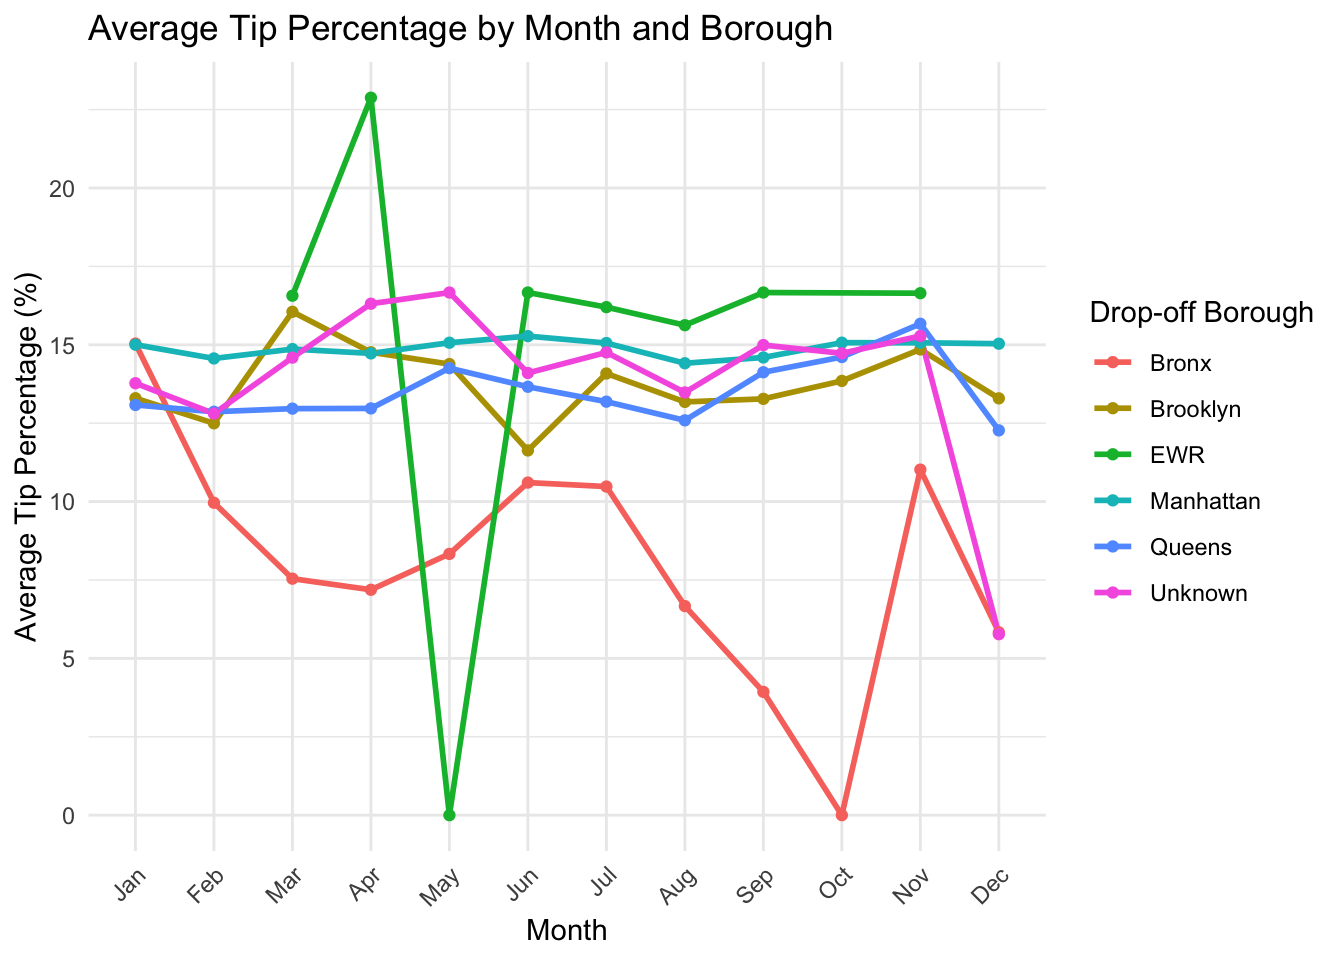 Average Tip Percentage by Month and Borough
Average Tip Percentage (%)
20
15
10
5
0
Jan Feb Mar Apr May Jun Jul Aug Sep Oct Nov Dec
Month
Drop-off Borough
Bronx
Brooklyn
EWR
Manhattan
Queens
Unknown